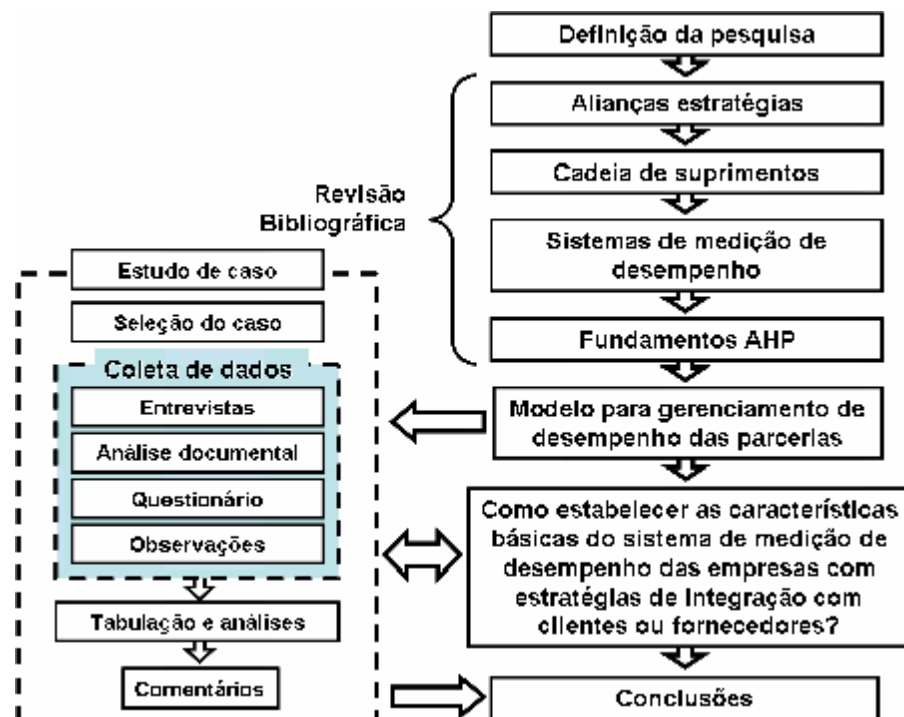 Definição da pesquisa
Alianças estratégias
Cadeia de suprimentos
Sistemas de medição de
desempenho
Fundamentos AHP
Revisão
Bibliográfica
Modelo para gerenciamento de
desempenho das parcerias
Como estabelecer as características
básicas do sistema de medição de
desempenho das empresas com
estratégias de integração com
clientes ou fornecedores?
Conclusões
Estudo de caso
Seleção do caso
Coleta de dados
Entrevistas
Análise documental
Questionário
Observações
Tabulação e análises
Comentários